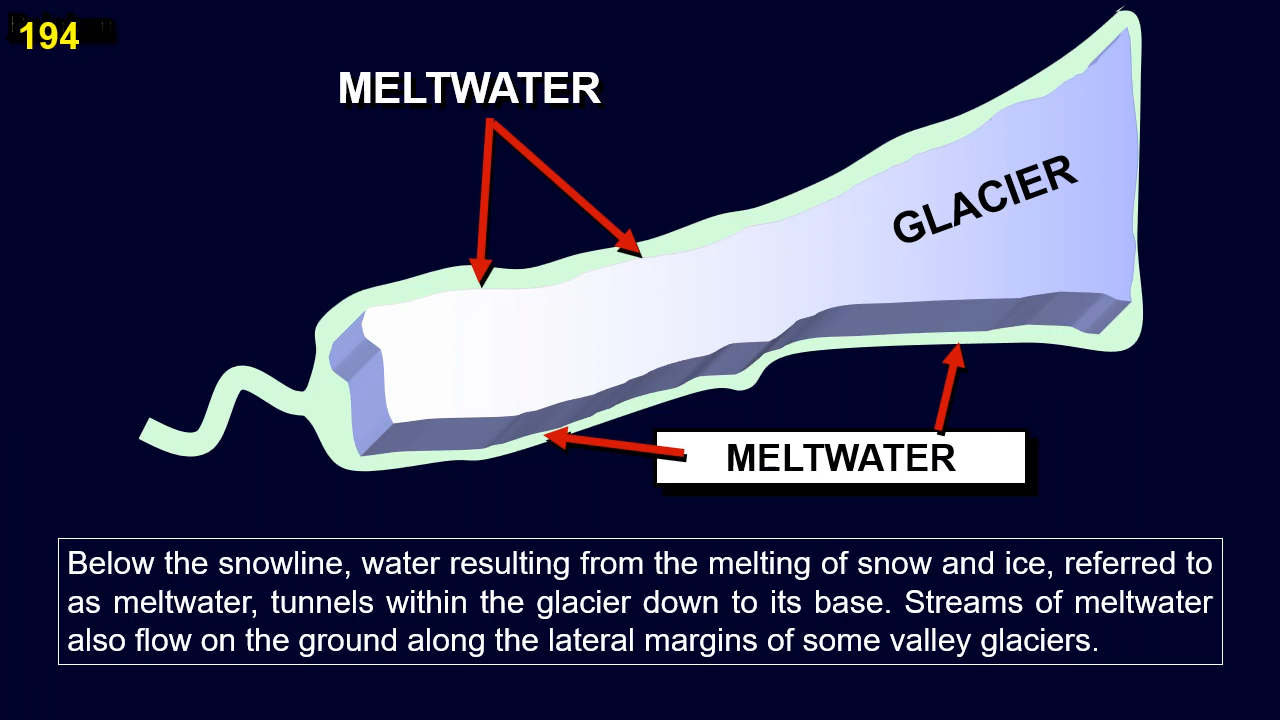 194
MELTWATER
GLACIER
MELTWATER
Below the snowline, water resulting from the melting of snow and ice, referred to
as meltwater, tunnels within the glacier down to its base. Streams of meltwater
also flow on the ground along the lateral margins of some valley glaciers.